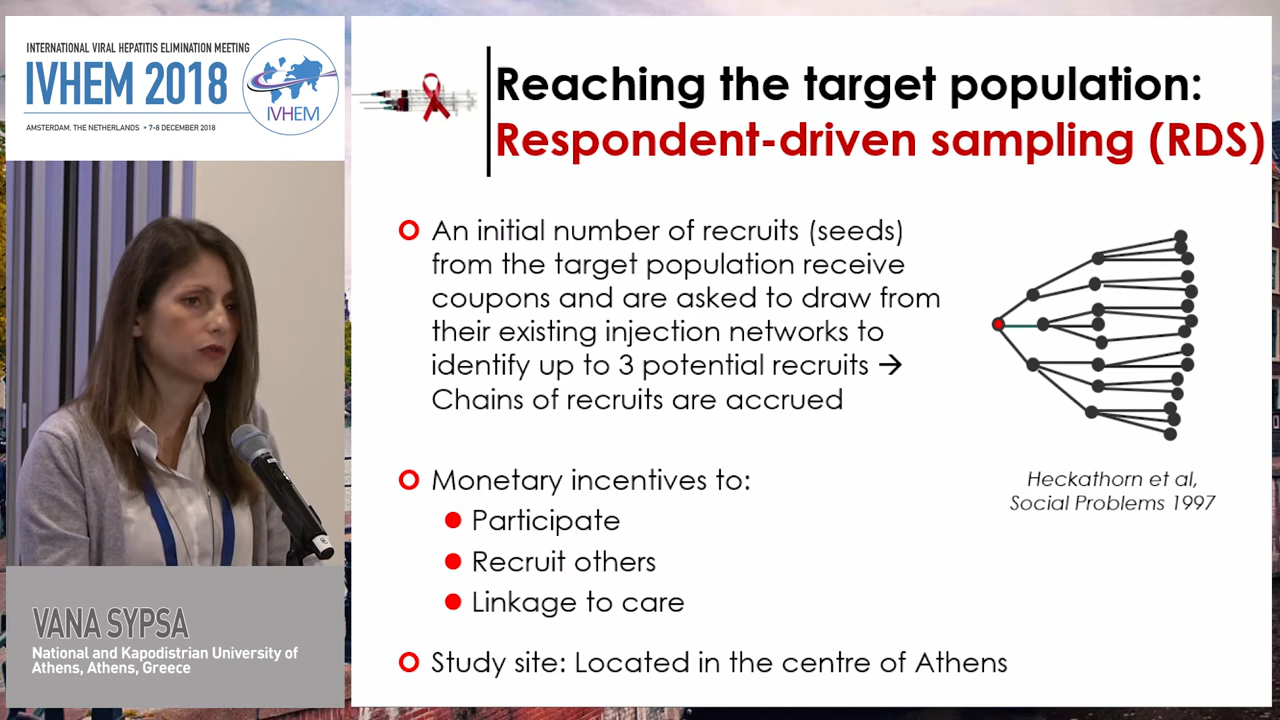 INTERNATIONAL VIRAL HEPATITIS ELIMINATION MEETING
IVHEM 2018
IVHEM
AMSTERDAM, THE NETHERLANDS • 7-8 DECEMBER 2018
Reaching the target population:
Respondent-driven sampling (RDS)
An initial number of recruits (seeds)
from the target population receive
coupons and are asked to draw from
their existing injection networks to
identify up to 3 potential recruits →
Chains of recruits are accrued
Heckathorn et al,
Social Problems 1997
Monetary incentives to:
Participate
Recruit others
Linkage to care
Study site: Located in the centre of Athens
VANA SYPSA
National and Kapodistrian University of
Athens, Athens, Greece